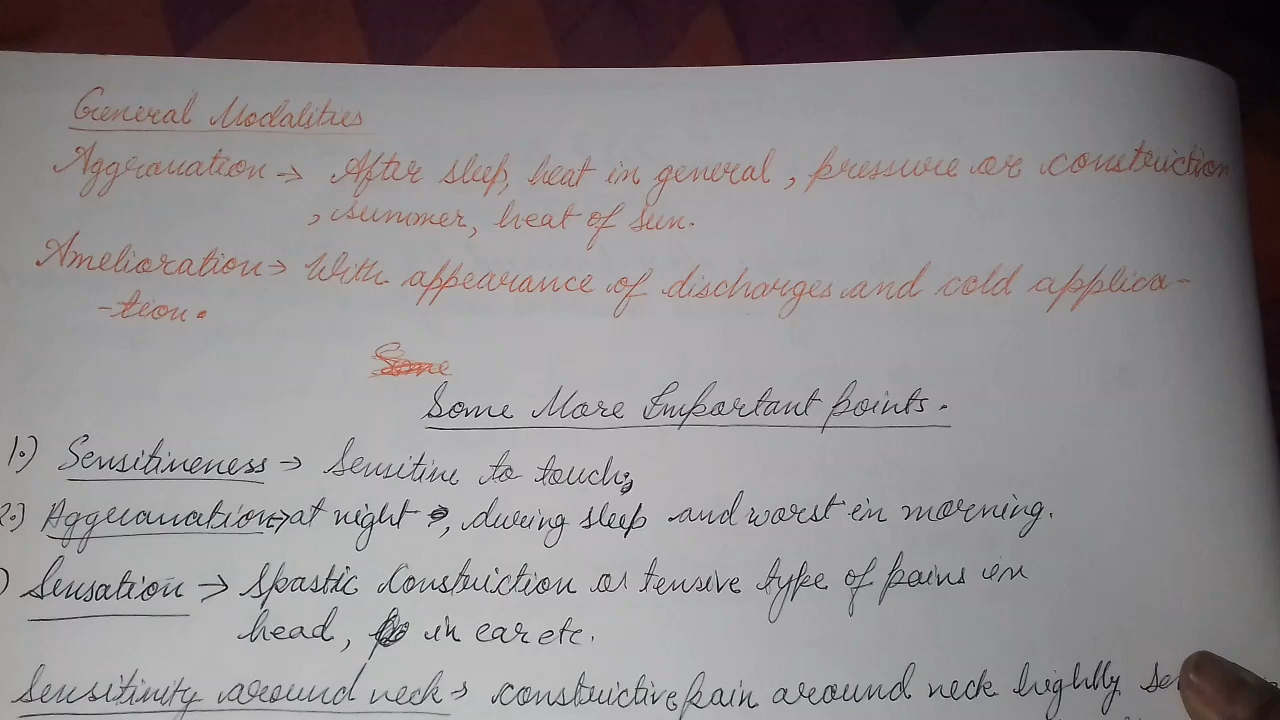 General Modalities
Aggravation → After sleep, heat in general, pressure or constriction
, summer, heat of Sun.
Amelioration → With appearance of discharges and cold applica-
-tion.
Some
Some More Important points.
1.) Sensitiveness → Sensitive to touch,
2.) Aggravation → at night, during sleep and worst in morning.
) Sensation → Spastic Constriction or tensive type of pains in
head, in ear etc.
Sensitivity around neck → constrictive pain around neck highly